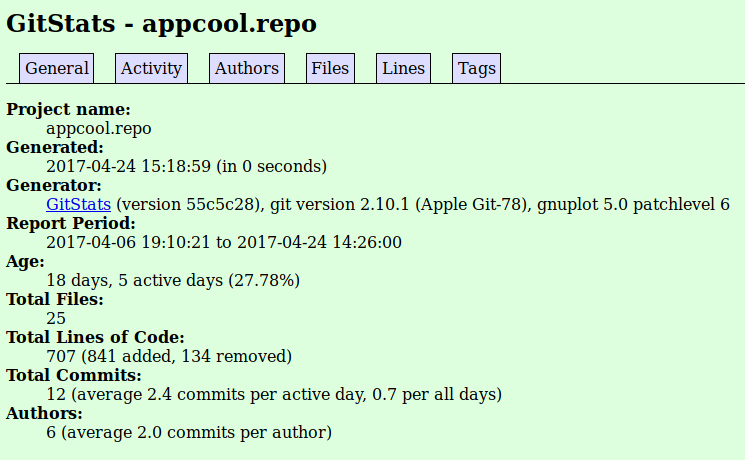 GitStats - appcool.repo
General Activity Authors Files Lines Tags
Project name:
appcool.repo
Generated:
2017-04-24 15:18:59 (in 0 seconds)
Generator:
GitStats (version 55c5c28), git version 2.10.1 (Apple Git-78), gnuplot 5.0 patchlevel 6
Report Period:
2017-04-06 19:10:21 to 2017-04-24 14:26:00
Age:
18 days, 5 active days (27.78%)
Total Files:
25
Total Lines of Code:
707 (841 added, 134 removed)
Total Commits:
12 (average 2.4 commits per active day, 0.7 per all days)
Authors:
6 (average 2.0 commits per author)